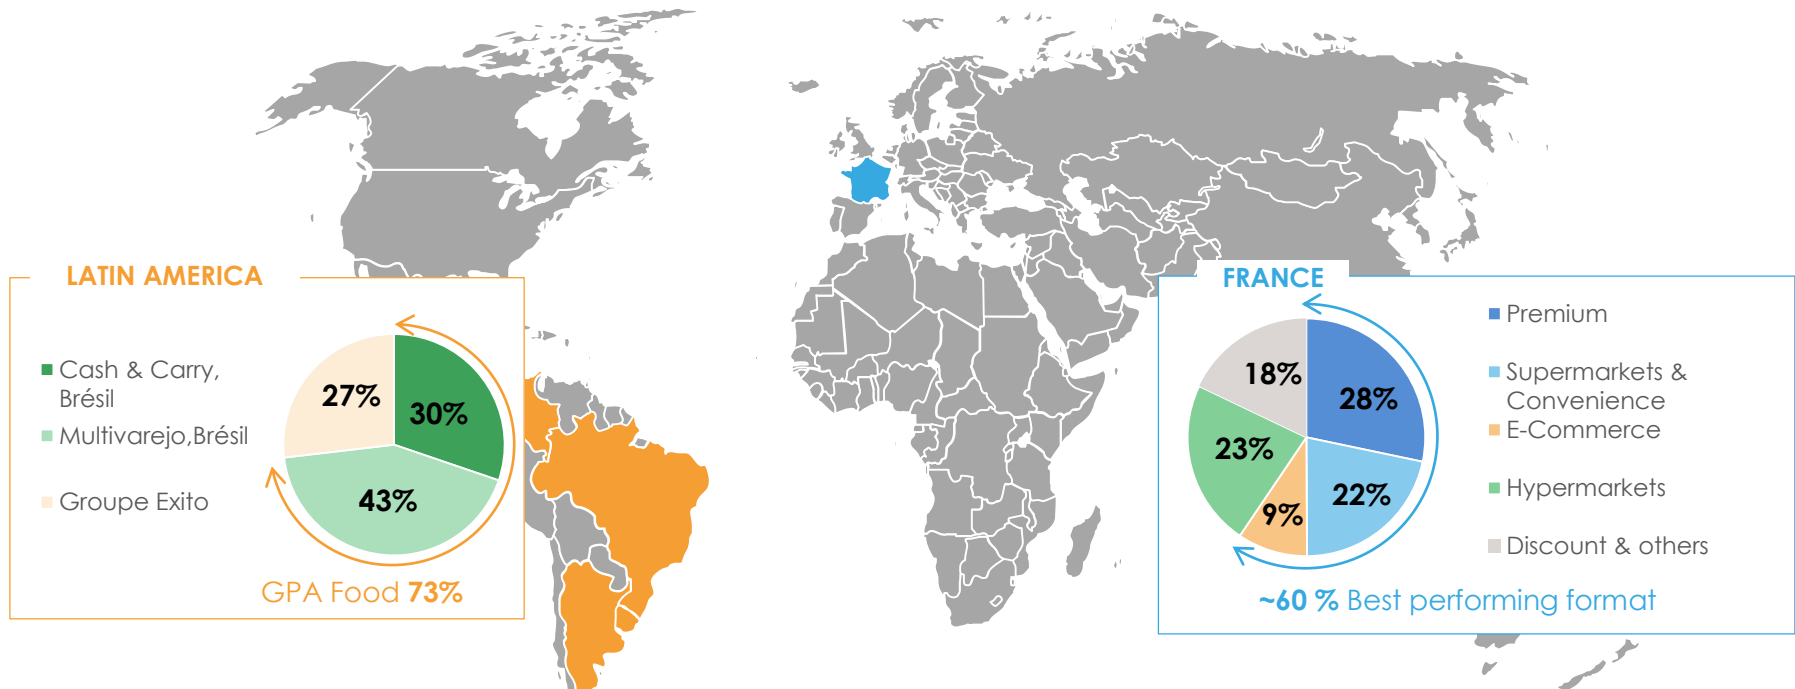 LATIN AMERICA
Cash & Carry,
Brésil
Multivarejo,Brésil
Groupe Exito
27%
30%
43%
GPA Food 73%
FRANCE
18%
28%
23%
22%
9%
Premium
Supermarkets &
Convenience
E-Commerce
Hypermarkets
Discount & others
~60 % Best performing format